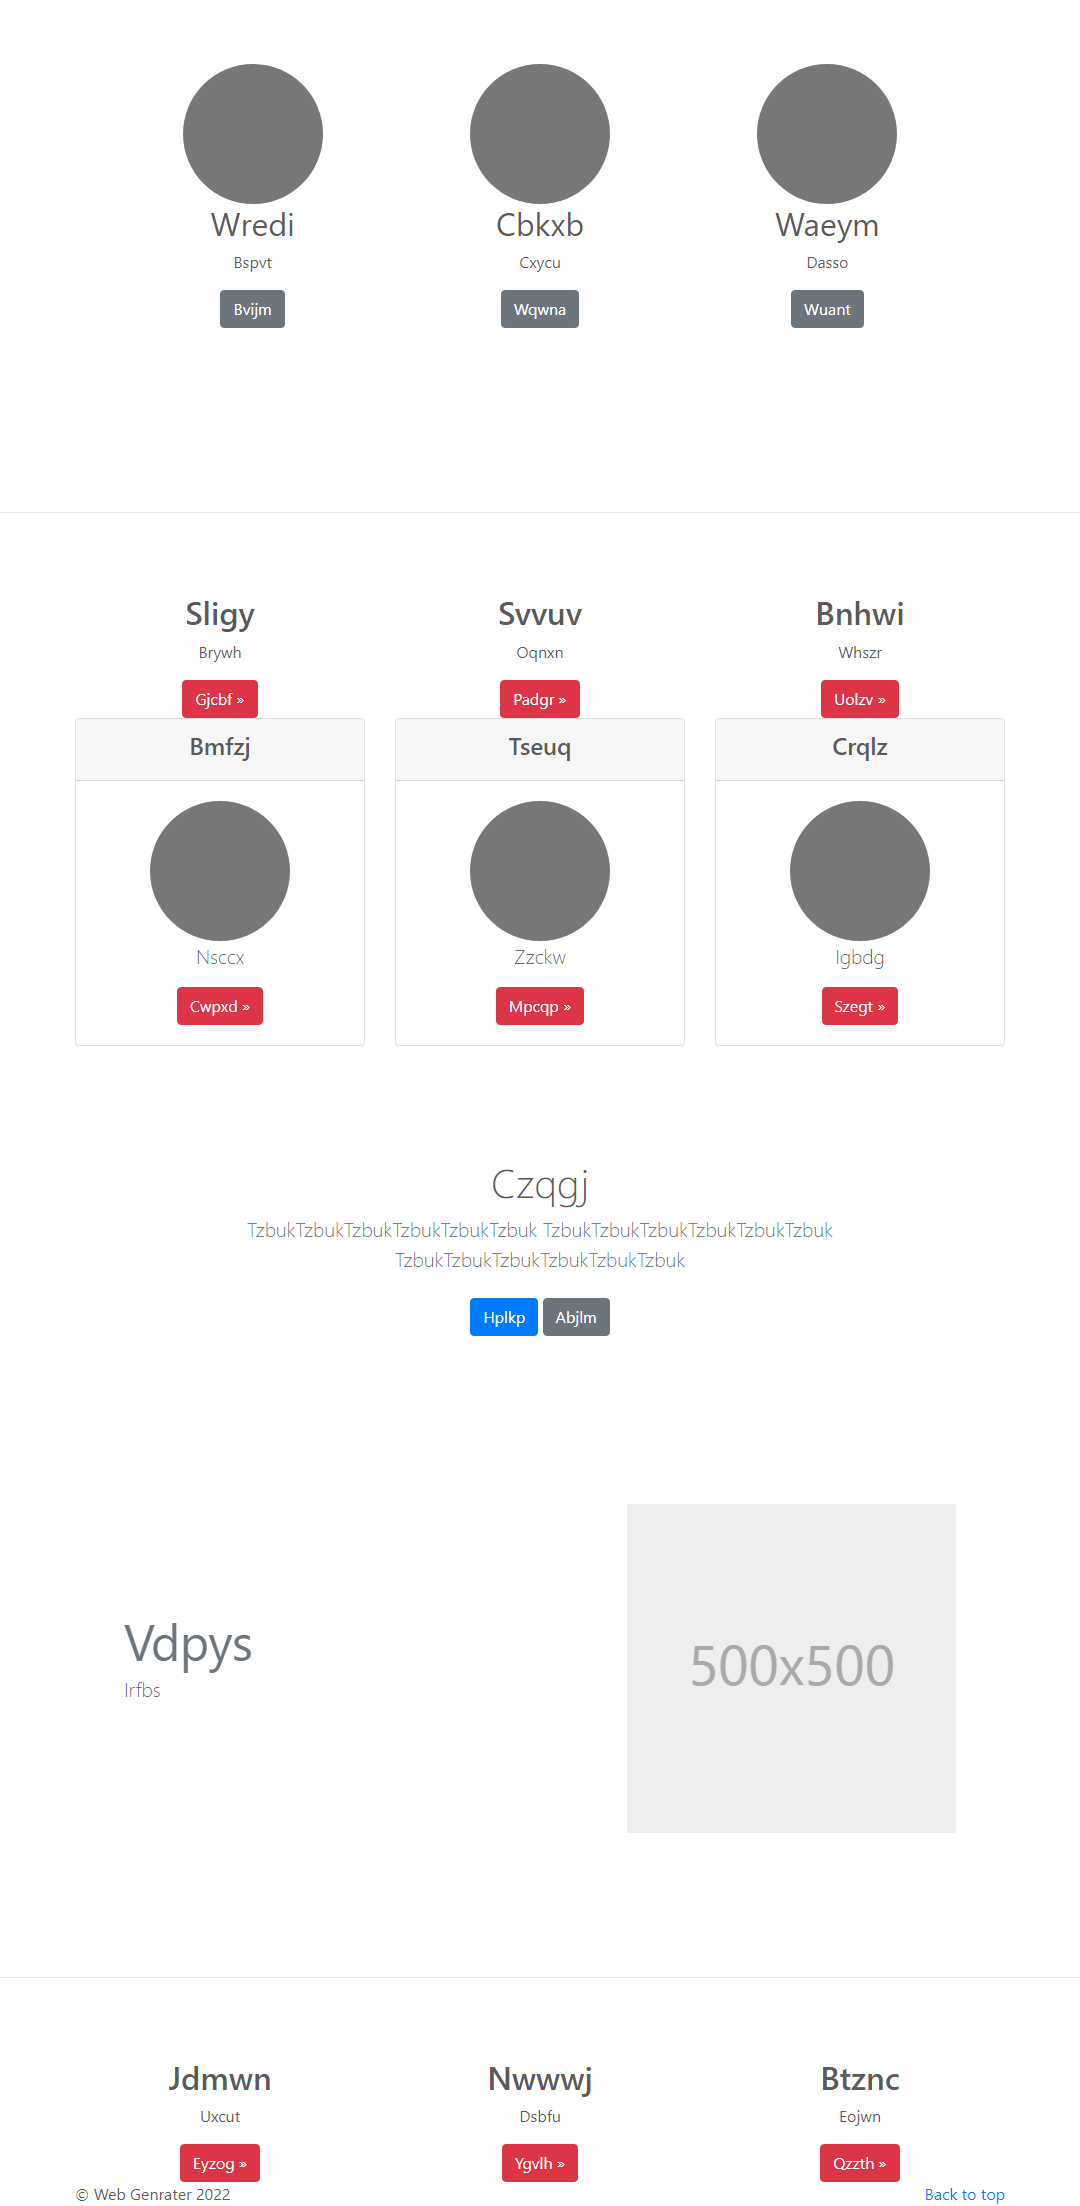 Wredi
Cbkxb
Waeym
Bspvt
Cxycu
Dasso
Bvijm
Wqwna
Wuant
Sligy
Svvuv
Bnhwi
Brywh
Oqnxn
Whszr
Gjcbf »
Padgr »
Uolzv »
Bmfzj
Tseuq
Crqlz
Nsccx
Zzckw
Igbdg
Cwpxd »
Mpcqp »
Szegt »
Czqgj
TzbukTzbukTzbukTzbukTzbukTzbuk TzbukTzbukTzbukTzbukTzbukTzbuk
TzbukTzbukTzbukTzbukTzbukTzbuk
Hplkp
Abjlm
Vdpys
Irfbs
500x500
Jdmwn
Nwwwj
Btznc
Uxcut
Dsbfu
Eojwn
Eyzog »
Ygvlh »
Qzzth »
© Web Genrater 2022
Back to top